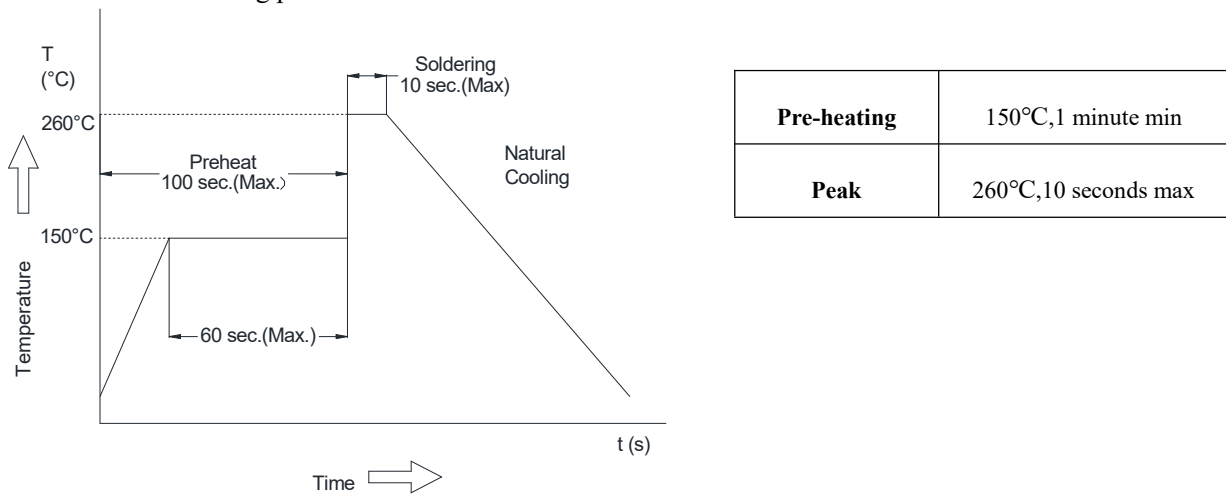 T
(°C)
Soldering
10 sec.(Max)
260°C
Preheat
100 sec.(Max.)
Natural
Cooling
150°C
60 sec.(Max.)
Temperature
t (s)
Time
Pre-heating 150°C,1 minute min
Peak 260°C,10 seconds max